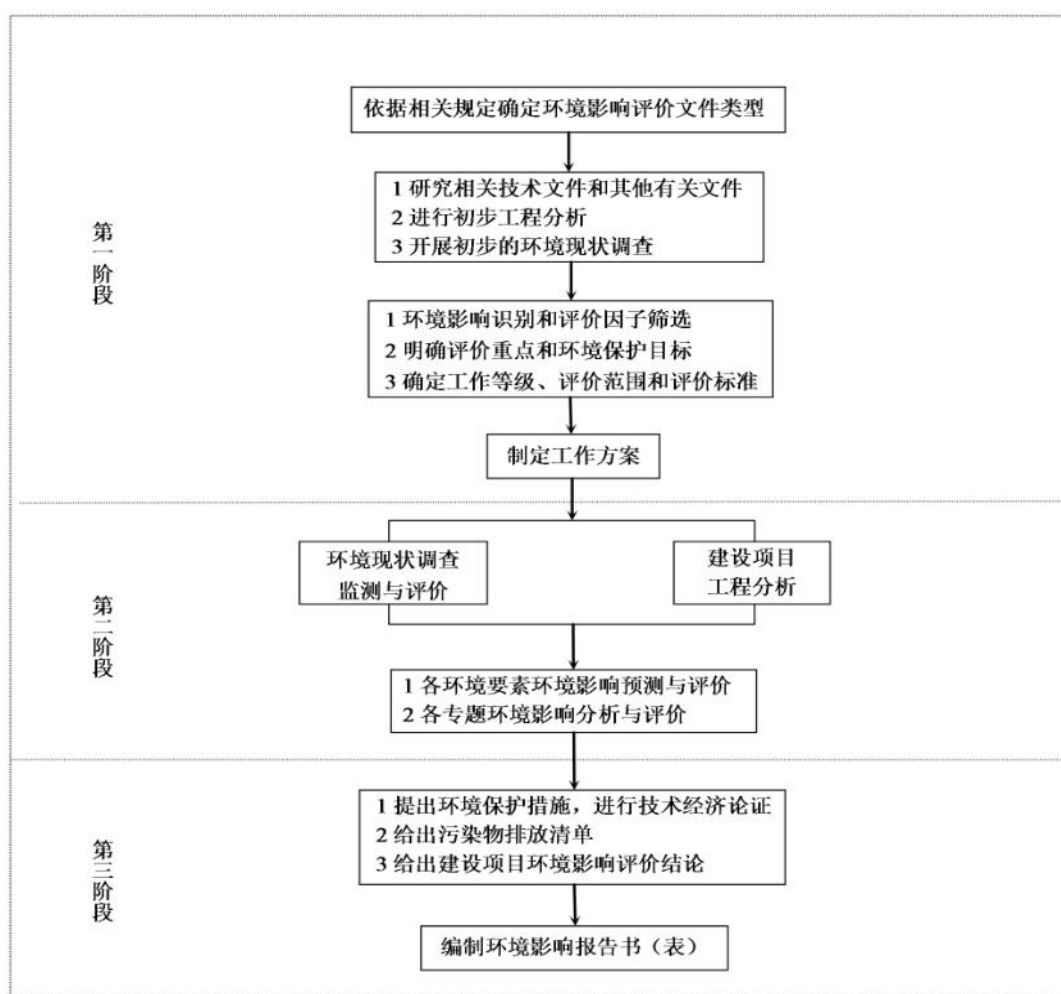 依据相关规定确定环境影响评价文件类型
1 研究相关技术文件和其他有关文件
2 进行初步工程分析
3 开展初步的环境现状调查
第一阶段
1 环境影响识别和评价因子筛选
2 明确评价重点和环境保护目标
3 确定工作等级、评价范围和评价标准
制定工作方案
环境现状调查
监测与评价
建设项目
工程分析
第二阶段
1 各环境要素环境影响预测与评价
2 各专题环境影响分析与评价
1 提出环境保护措施，进行技术经济论证
2 给出污染物排放清单
3 给出建设项目环境影响评价结论
第三阶段
编制环境影响报告书（表）